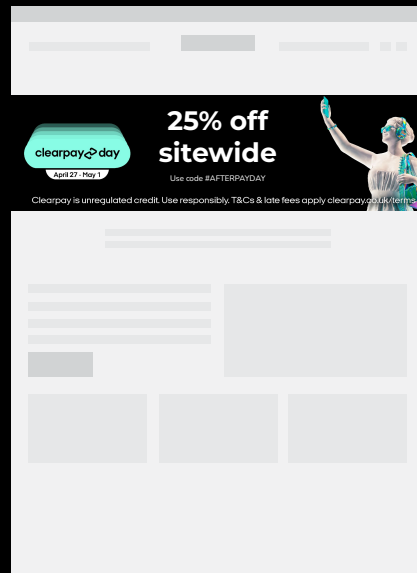 25% off
sitewide
clearpay day
April 27 - May 1
Use code #AFTERPAYDAY
Clearpay is unregulated credit. Use responsibly. T&Cs & late fees apply clearpay.co.uk/terms